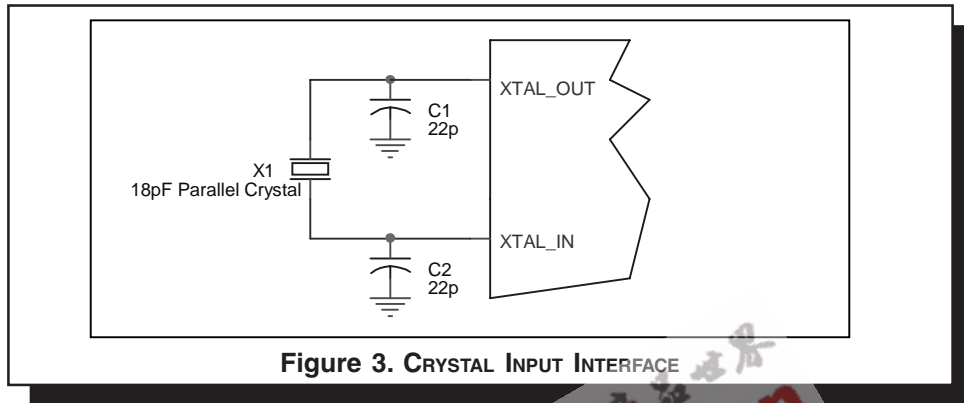 XTAL_OUT
C1
22p
X1
18pF Parallel Crystal
XTAL_IN
C2
22p
Figure 3. CRYSTAL INPUT INTERFACE